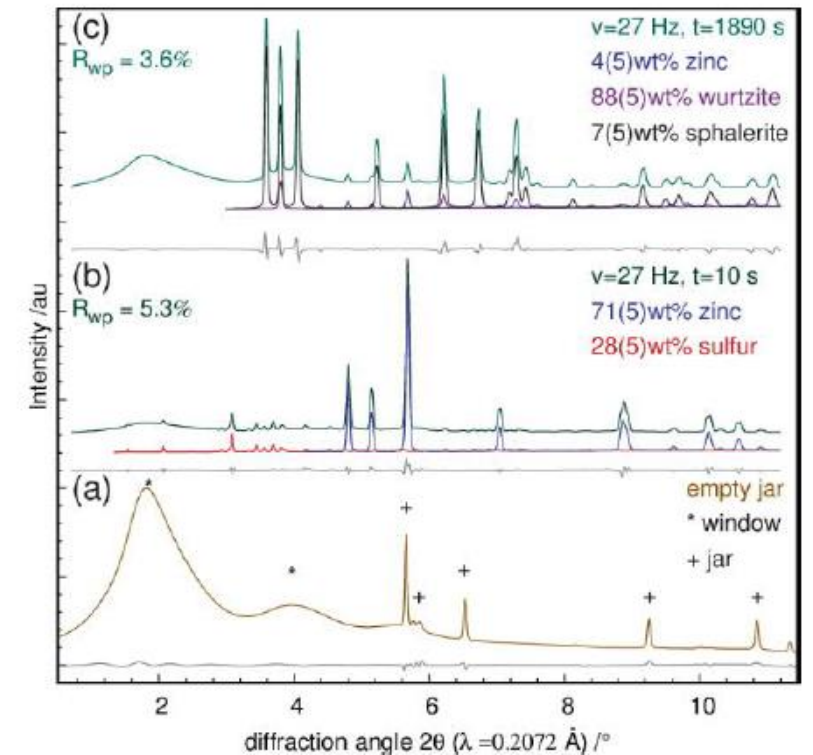 (c)
v=27 Hz, t=1890 s
R_wp = 3.6%
4(5)wt% zinc
88(5)wt% wurtzite
7(5)wt% sphalerite
(b)
v=27 Hz, t=10 s
R_wp = 5.3%
71(5)wt% zinc
28(5)wt% sulfur
Intensity /au
(a)
empty jar
* window
+ jar
*
*
+
+
+
+
+
2 4 6 8 10
diffraction angle 2θ (λ =0.2072 Å) /°